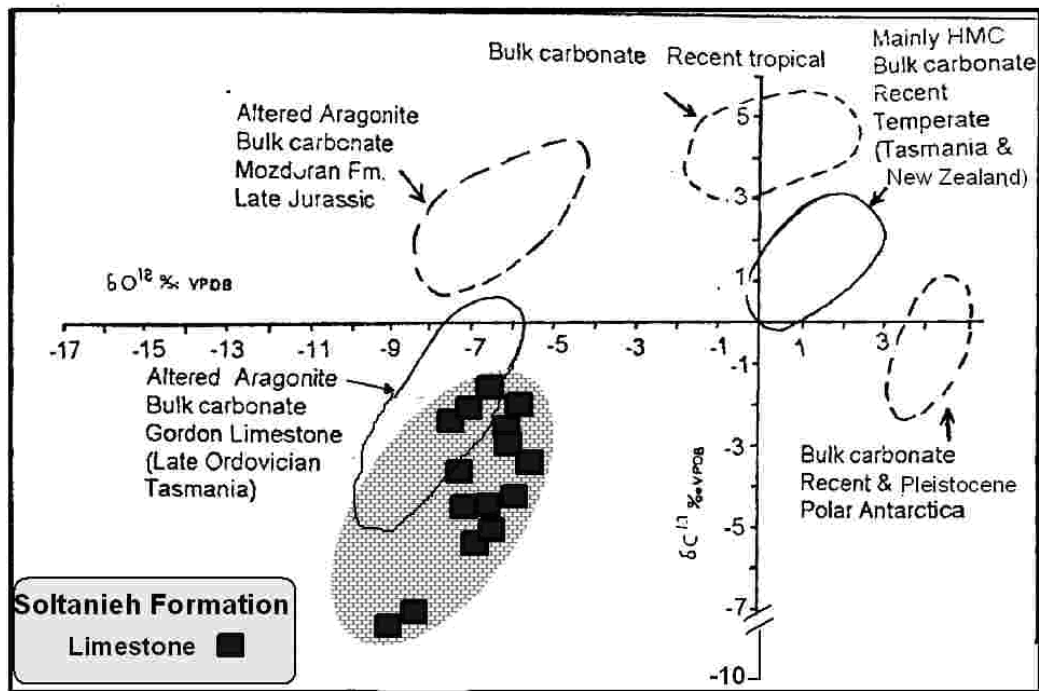 Bulk carbonate Recent tropical
Mainly HMC
Bulk carbonate
Recent
Temperate
(Tasmania &
New Zealand)
Altered Aragonite
Bulk carbonate
Mozduran Fm.
Late Jurassic
5
3
1
δO¹⁸ ‰ VPDB
-17 -15 -13 -11 -9 -7 -5 -3 -1 1 3
-1
-3
-5
-7
-10
Altered Aragonite
Bulk carbonate
Gordon Limestone
(Late Ordovician
Tasmania)
Bulk carbonate
Recent & Pleistocene
Polar Antarctica
‰ VPDB
Soltanieh Formation
Limestone